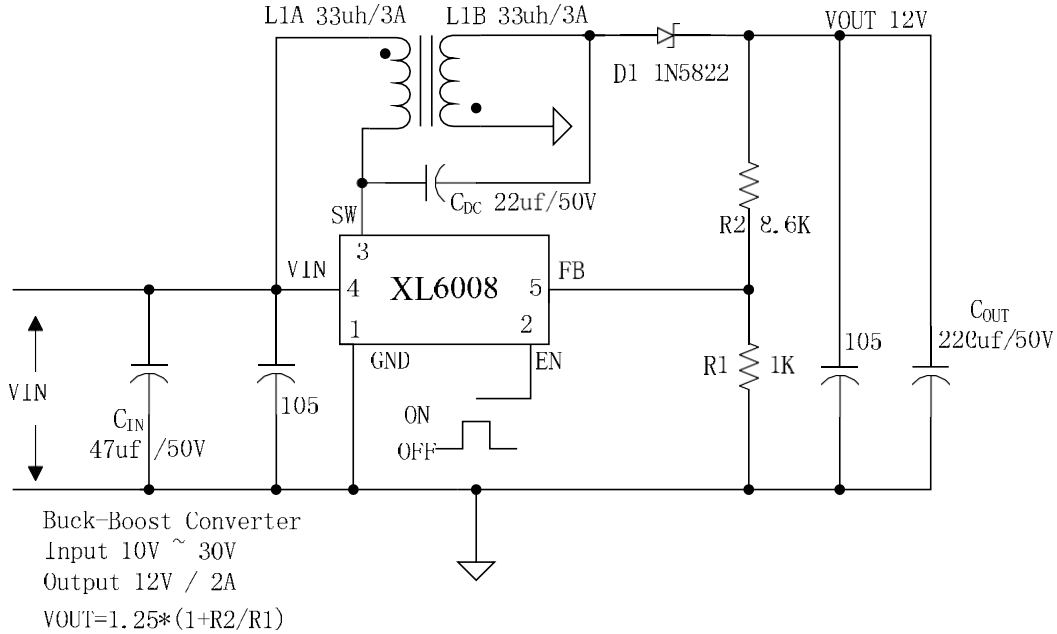 L1A 33uh/3A
L1B 33uh/3A
VOUT 12V
D1 1N5822
CDC 22uf/50V
SW
R2 8.6K
3
VIN
4
XL6008
5
FB
1
2
GND
EN
R1
1K
105
COUT
220uf/50V
VIN
CIN
47uf /50V
105
ON
OFF
Buck-Boost Converter
Input 10V ~ 30V
Output 12V / 2A
VOUT=1.25*(1+R2/R1)